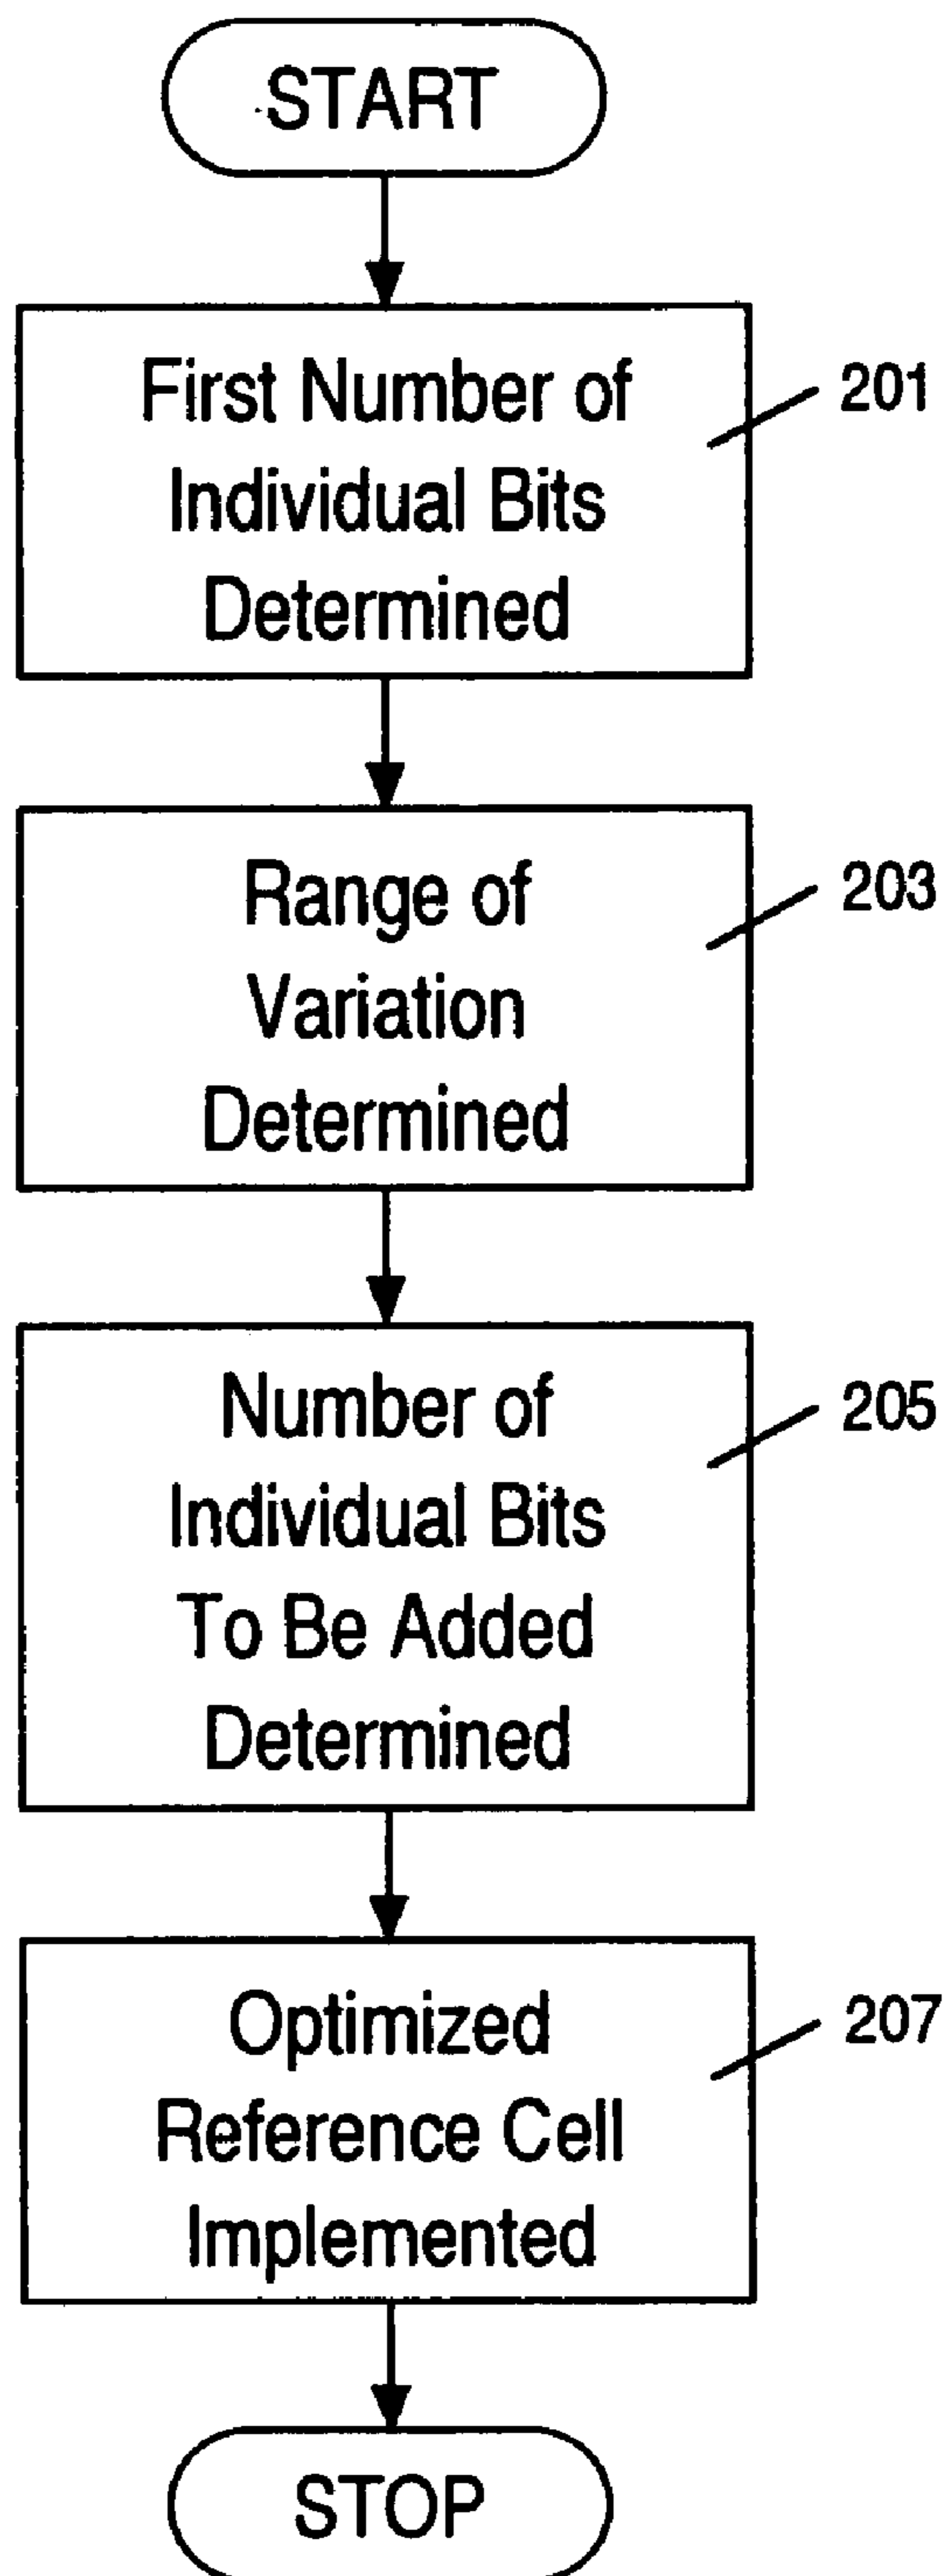 START
First Number of
Individual Bits
Determined
201
Range of
Variation
Determined
203
Number of
Individual Bits
To Be Added
Determined
205
Optimized
Reference Cell
Implemented
207
STOP